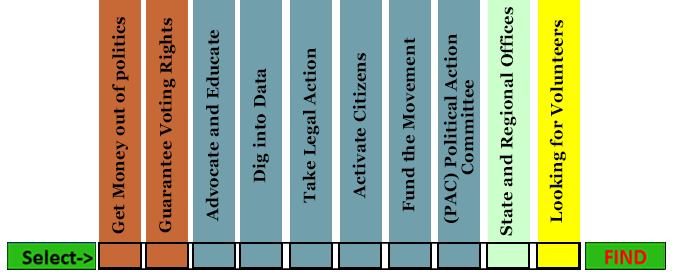 Get Money out of politics
Guarantee Voting Rights
Advocate and Educate
Dig into Data
Take Legal Action
Activate Citizens
Fund the Movement
(PAC) Political Action
Committee
State and Regional Offices
Looking for Volunteers
Select->
FIND